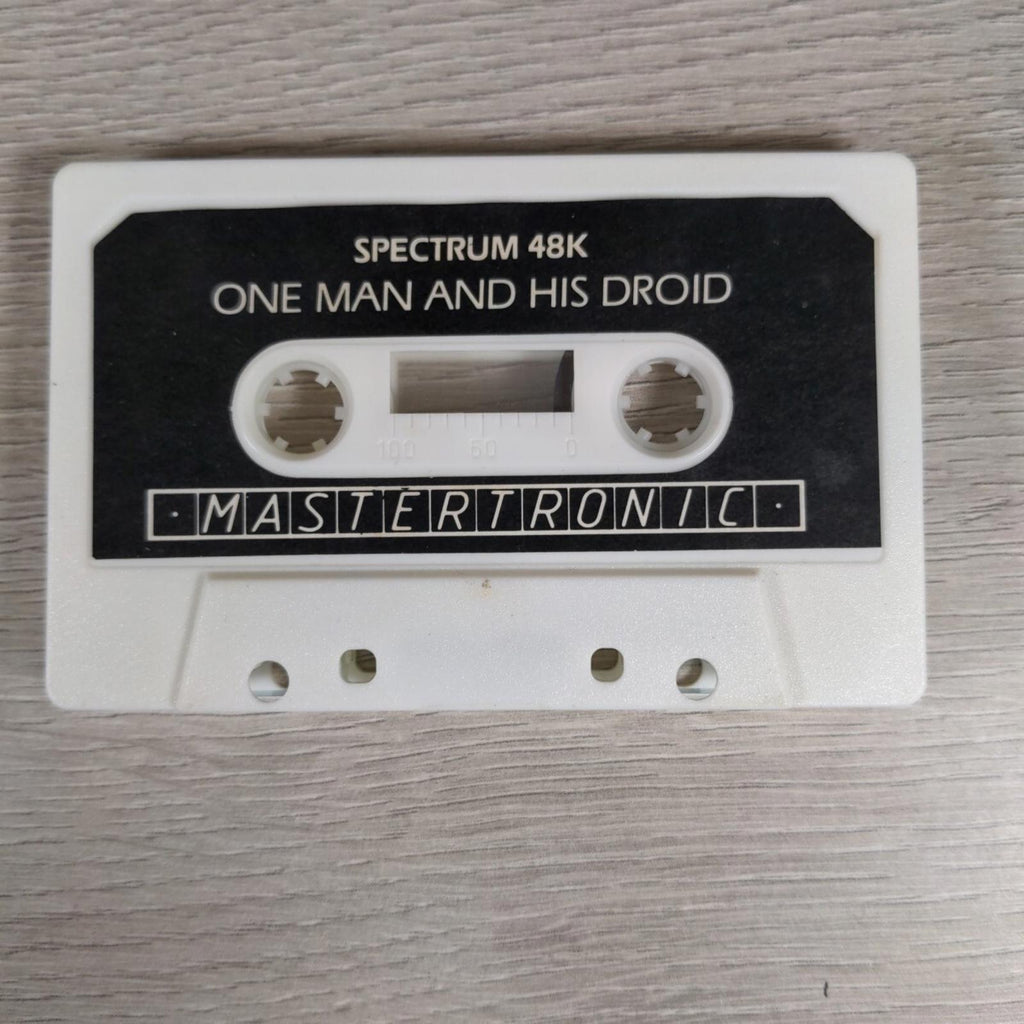 SPECTRUM 48K
ONE MAN AND HIS DROID
100 50 0
· MASTERTRONIC ·